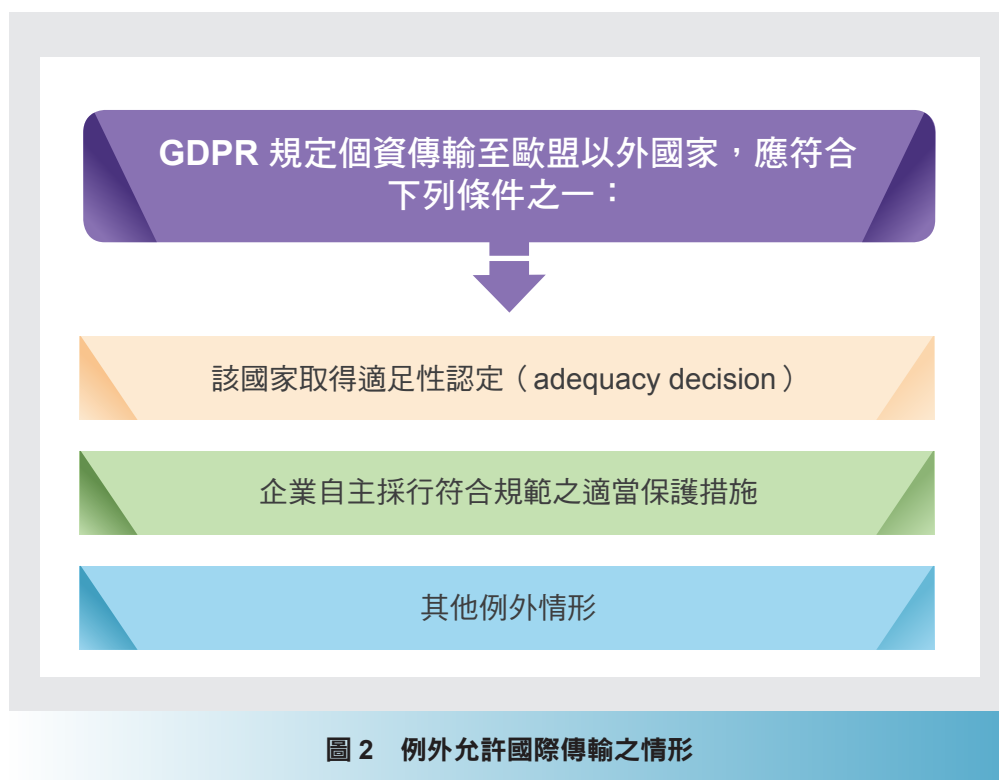 GDPR 規定個資傳輸至歐盟以外國家，應符合
下列條件之一：
該國家取得適足性認定（adequacy decision）
企業自主採行符合規範之適當保護措施
其他例外情形
圖 2　例外允許國際傳輸之情形